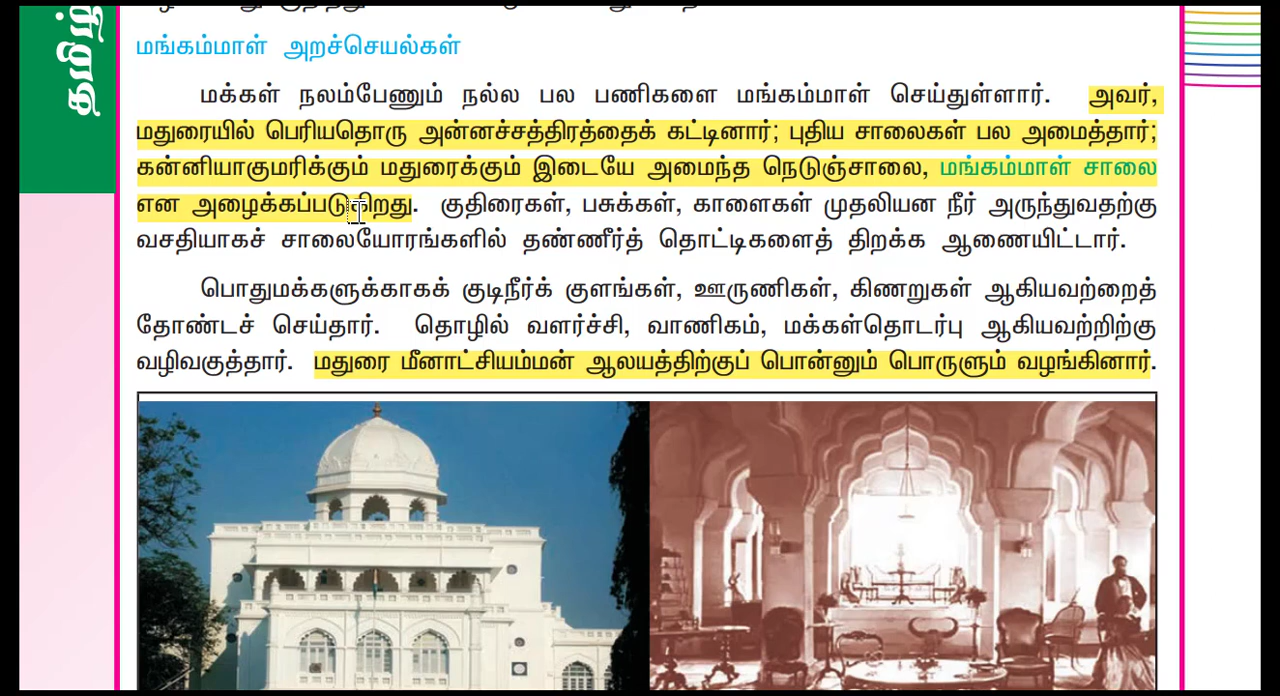 தமிழ்
மங்கம்மாள் அறச்செயல்கள்
மக்கள் நலம்பேணும் நல்ல பல பணிகளை மங்கம்மாள் செய்துள்ளார். அவர்,
மதுரையில் பெரியதொரு அன்னச்சத்திரத்தைக் கட்டினார்; புதிய சாலைகள் பல அமைத்தார்;
கன்னியாகுமரிக்கும் மதுரைக்கும் இடையே அமைந்த நெடுஞ்சாலை, மங்கம்மாள் சாலை
என அழைக்கப்படுகிறது. குதிரைகள், பசுக்கள், காளைகள் முதலியன நீர் அருந்துவதற்கு
வசதியாகச் சாலையோரங்களில் தண்ணீர்த் தொட்டிகளைத் திறக்க ஆணையிட்டார்.
பொதுமக்களுக்காகக் குடிநீர்க் குளங்கள், ஊருணிகள், கிணறுகள் ஆகியவற்றைத்
தோண்டச் செய்தார். தொழில் வளர்ச்சி, வாணிகம், மக்கள்தொடர்பு ஆகியவற்றிற்கு
வழிவகுத்தார். மதுரை மீனாட்சியம்மன் ஆலயத்திற்குப் பொன்னும் பொருளும் வழங்கினார்.